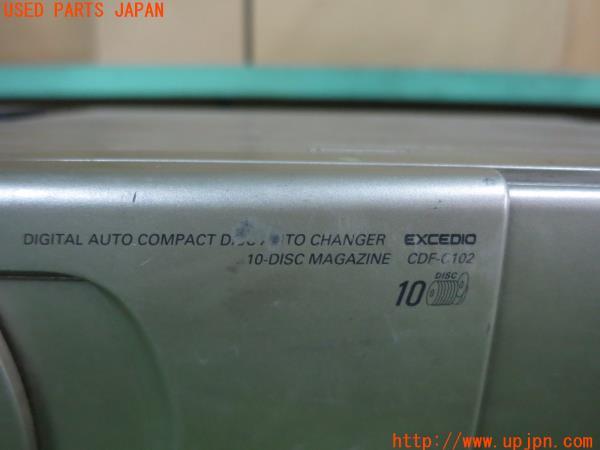 USED PARTS JAPAN
DIGITAL AUTO COMPACT TO CHANGER EXCEDIO
10-DISC MAGAZINE CDF-C102
DISC
10
http://www.upjpn.com/